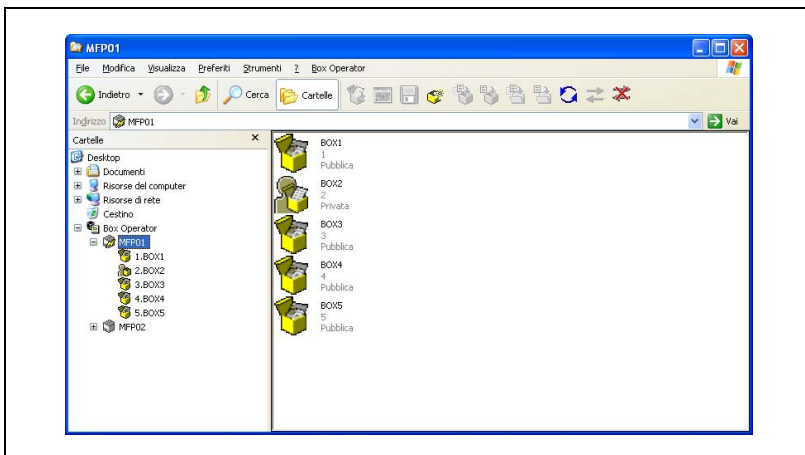 MFP01
File Modifica Visualizza Preferiti Strumenti ? Box Operator
Indietro Cerca Cartelle
Indirizzo MFP01 Vai
Cartelle
Desktop
Documenti
Risorse del computer
Risorse di rete
Cestino
Box Operator
MFP01
1.BOX1
2.BOX2
3.BOX3
4.BOX4
5.BOX5
MFP02
BOX1
1
Pubblica
BOX2
2
Privata
BOX3
3
Pubblica
BOX4
4
Pubblica
BOX5
5
Pubblica